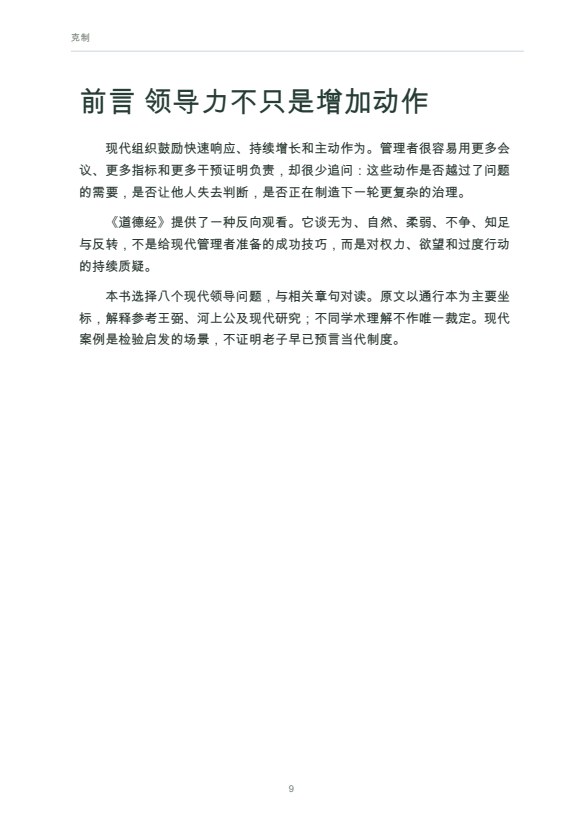 克制
前言 领导力不只是增加动作
现代组织鼓励快速响应、持续增长和主动作为。管理者很容易用更多会
议、更多指标和更多干预证明负责，却很少追问：这些动作是否越过了问题
的需要，是否让他人失去判断，是否正在制造下一轮更复杂的治理。
《道德经》提供了一种反向观看。它谈无为、自然、柔弱、不争、知足
与反转，不是给现代管理者准备的成功技巧，而是对权力、欲望和过度行动
的持续质疑。
本书选择八个现代领导问题，与相关章句对读。原文以通行本为主要坐
标，解释参考王弼、河上公及现代研究；不同学术理解不作唯一裁定。现代
案例是检验启发的场景，不证明老子早已预言当代制度。
9